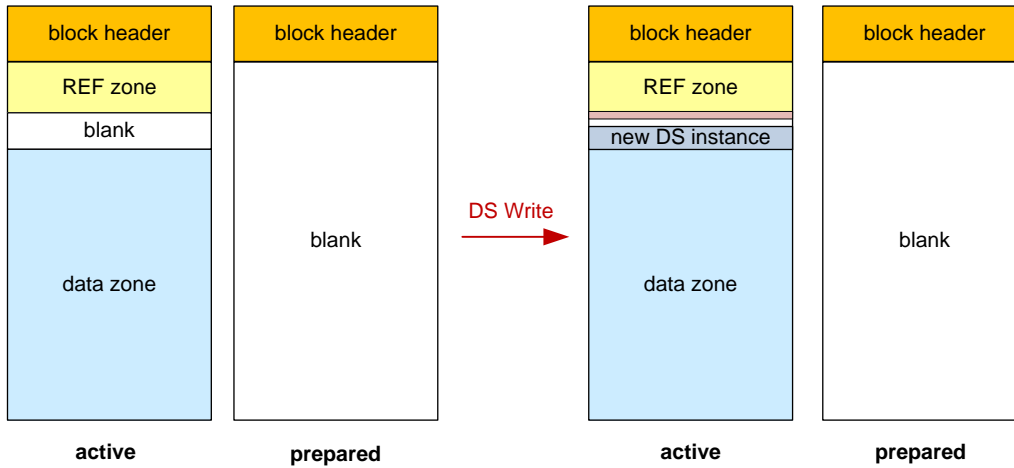 block header
block header
block header
block header
REF zone
REF zone
blank
new DS instance
DS Write
blank
blank
data zone
data zone
active
prepared
active
prepared